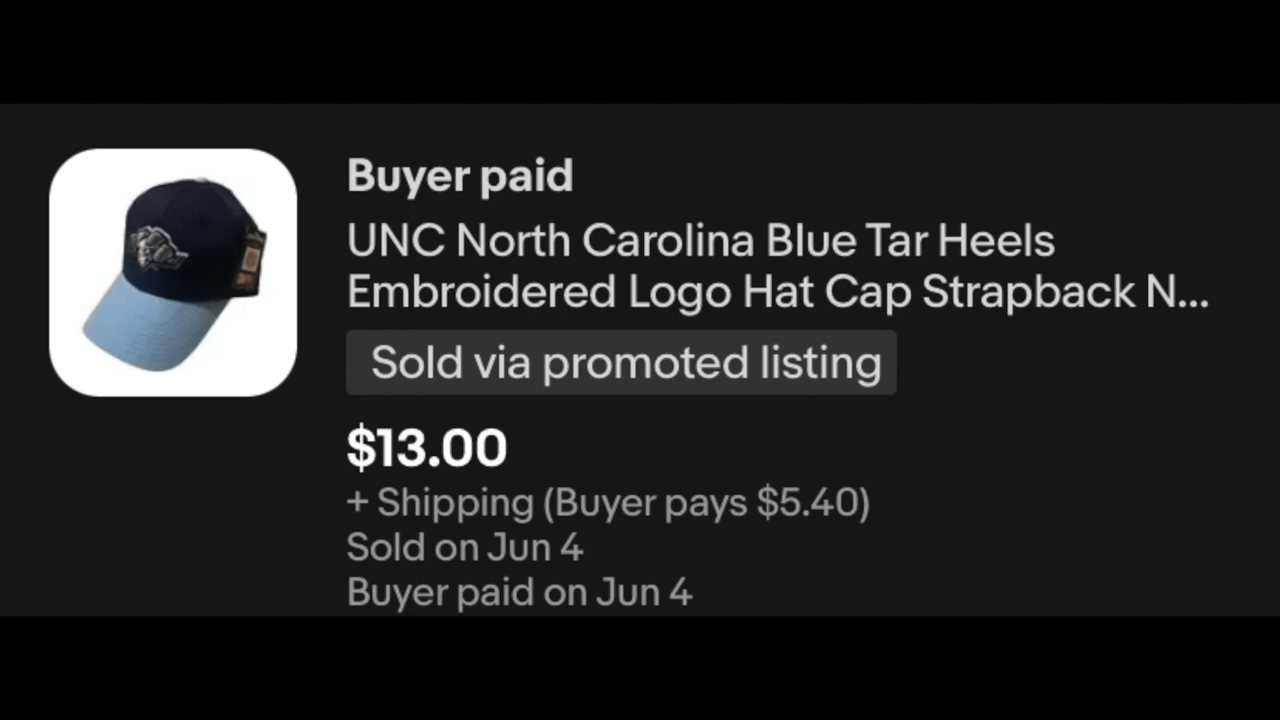 Buyer paid
UNC North Carolina Blue Tar Heels
Embroidered Logo Hat Cap Strapback N...
Sold via promoted listing
$13.00
+ Shipping (Buyer pays $5.40)
Sold on Jun 4
Buyer paid on Jun 4